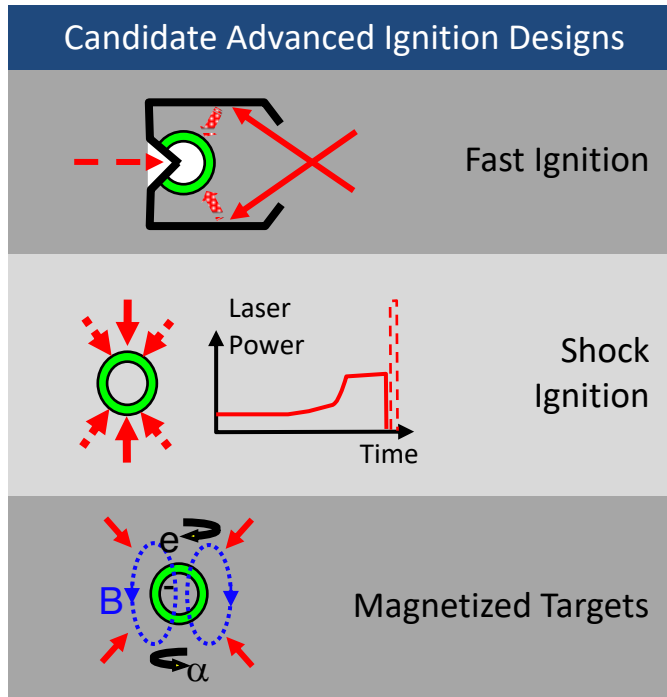 Candidate Advanced Ignition Designs
Fast Ignition
Laser
Power
Time
Shock
Ignition
e
-
B
α
Magnetized Targets